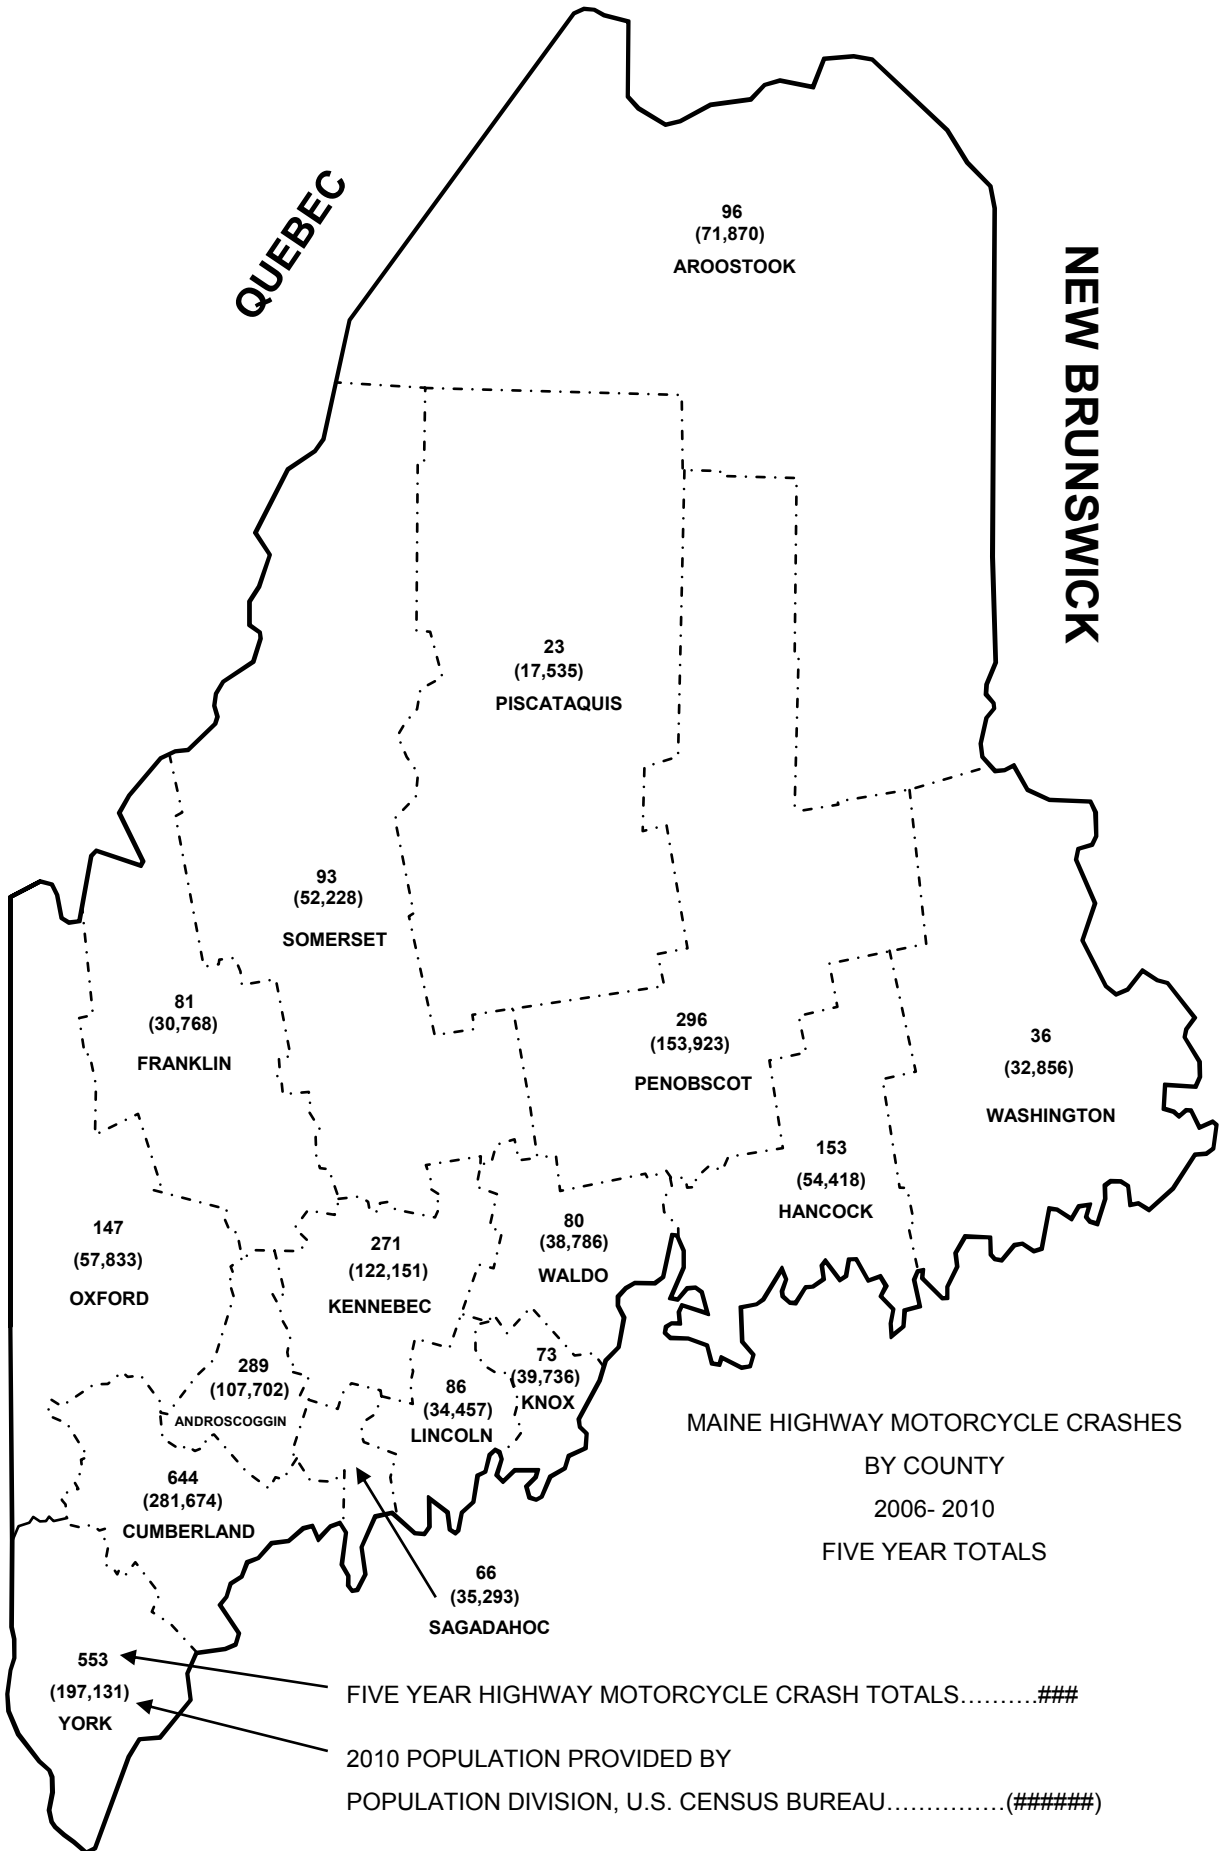 QUEBEC
NEW BRUNSWICK
96
(71,870)
AROOSTOOK
23
(17,535)
PISCATAQUIS
93
(52,228)
SOMERSET
81
(30,768)
FRANKLIN
296
(153,923)
PENOBSCOT
36
(32,856)
WASHINGTON
153
(54,418)
HANCOCK
147
(57,833)
OXFORD
271
(122,151)
KENNEBEC
80
(38,786)
WALDO
289
(107,702)
ANDROSCOGGIN
86
(34,457)
LINCOLN
73
(39,736)
KNOX
644
(281,674)
CUMBERLAND
66
(35,293)
SAGADAHOC
553
(197,131)
YORK
MAINE HIGHWAY MOTORCYCLE CRASHES
BY COUNTY
2006- 2010
FIVE YEAR TOTALS
FIVE YEAR HIGHWAY MOTORCYCLE CRASH TOTALS……….###
2010 POPULATION PROVIDED BY
POPULATION DIVISION, U.S. CENSUS BUREAU……………(######)